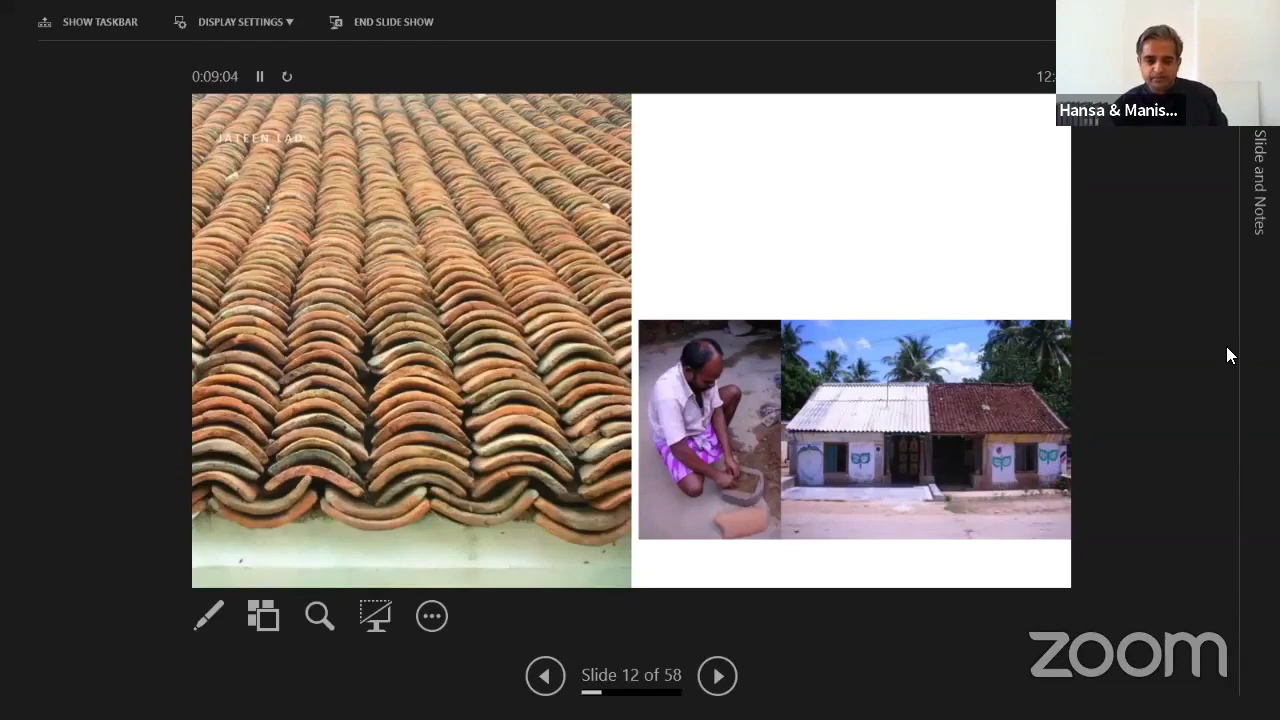 SHOW TASKBAR
DISPLAY SETTINGS ▼
END SLIDE SHOW
0:09:04
12:
Hansa & Manis...
JATEEN LAD
Slide and Notes
Slide 12 of 58
zoom